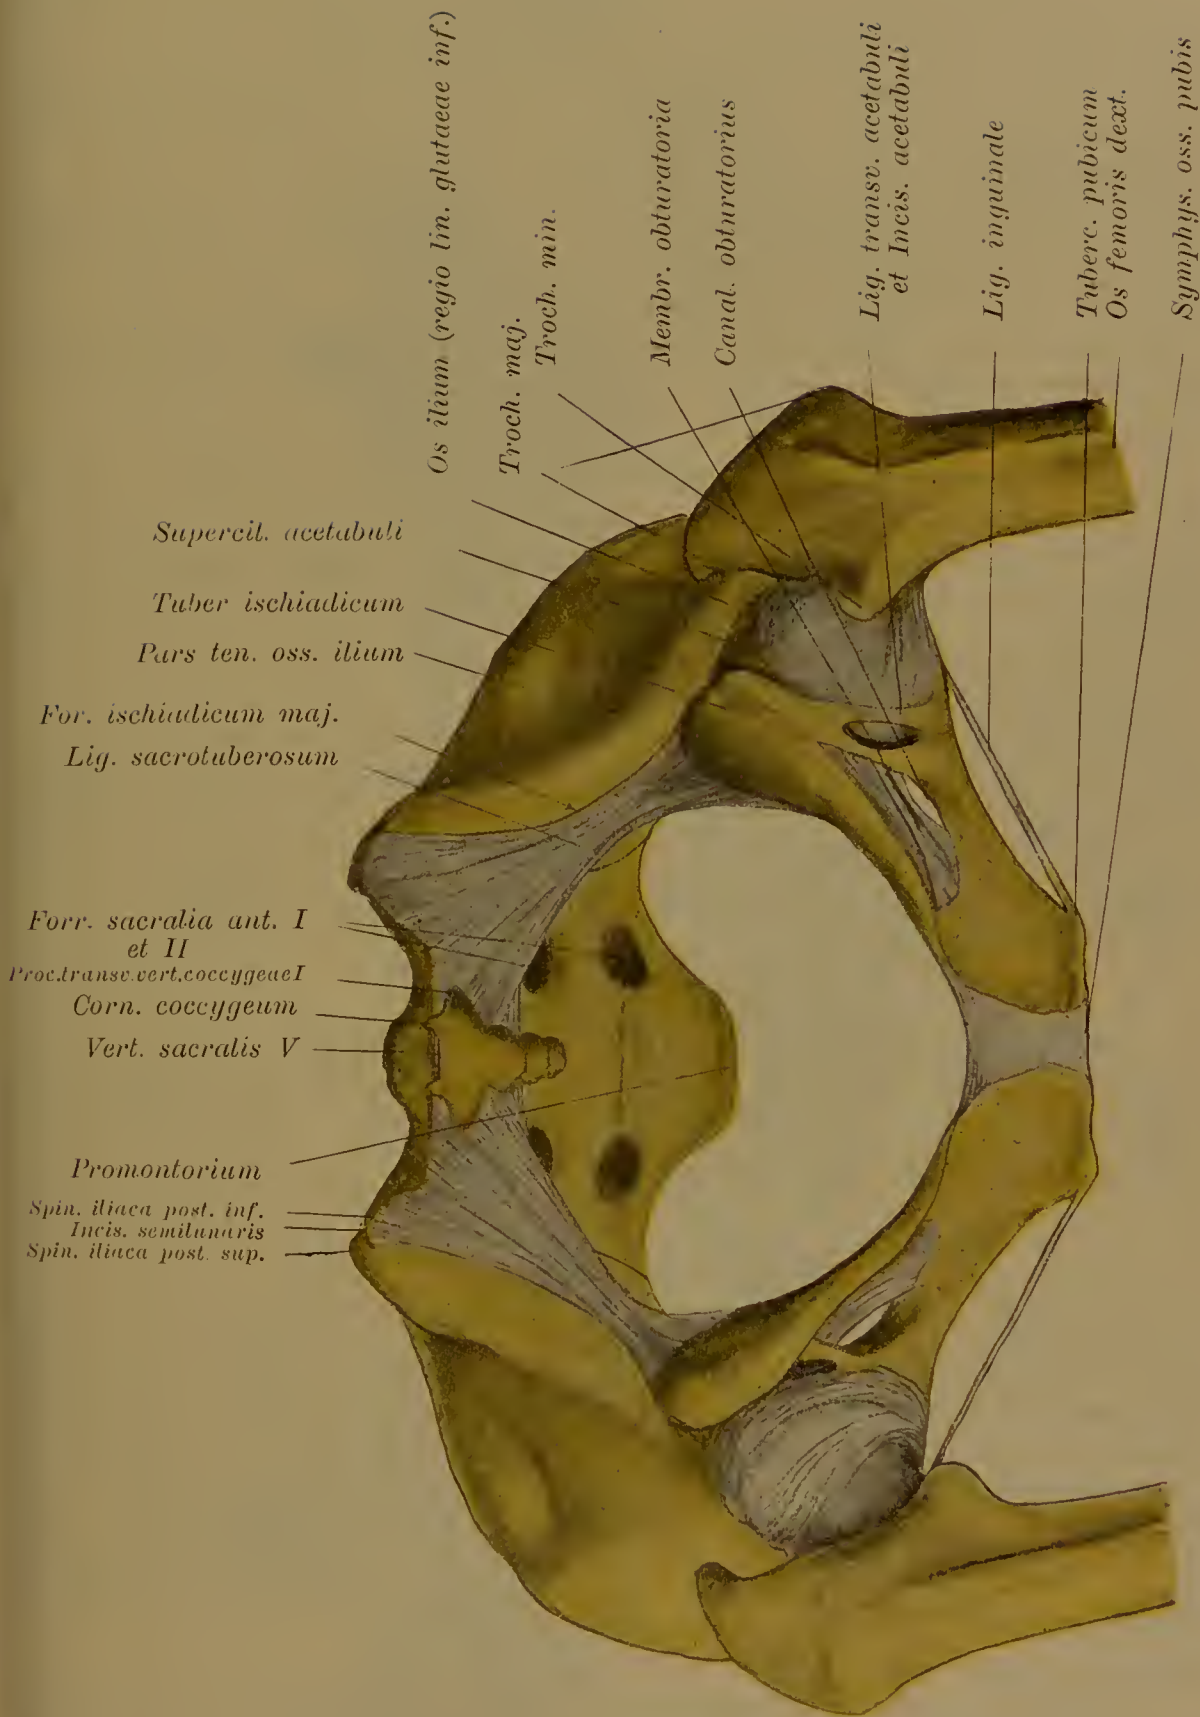 Os ilium (regio lin. glutaeae inf.)
Troch. maj.
Troch. min.
Membr. obturatoria
Canal. obturatorius
Lig. transv. acetabuli
et Incis. acetabuli
Lig. inguinale
Tuberc. pubicum
Os femoris dext.
Symphys. oss. pubis
Supercil. acetabuli
Tuber ischiadicum
Pars ten. oss. ilium
For. ischiadicum maj.
Lig. sacrotuberosum
Forr. sacralia ant. I
et II
Proc. transv. vert. coccygeae I
Corn. coccygeum
Vert. sacralis V
Promontorium
Spin. iliaca post. inf.
Incis. semilunaris
Spin. iliaca post. sup.